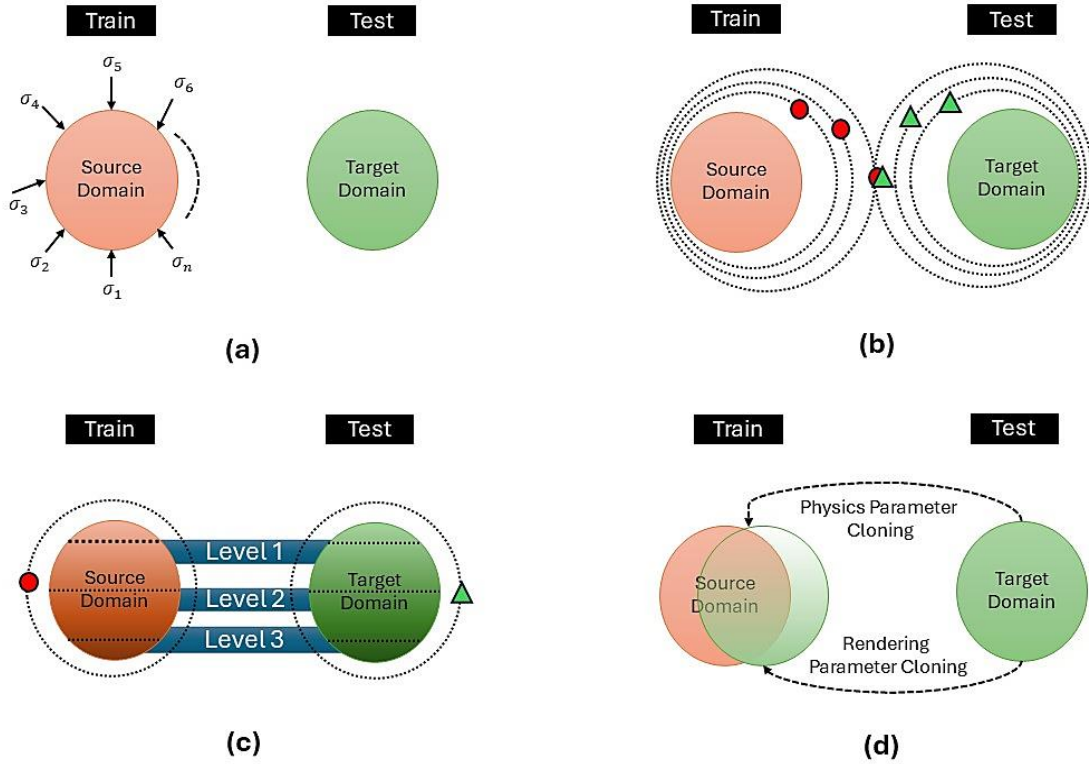 Train
Test
σ₅
σ₄
σ₆
Source
Domain
Target
Domain
σ₃
σ₂
σₙ
σ₁
(a)
Train
Test
Source
Domain
Target
Domain
(b)
Train
Test
Level 1
Source
Domain
Level 2
Target
Domain
Level 3
(c)
Train
Test
Physics Parameter
Cloning
Source
Domain
Target
Domain
Rendering
Parameter Cloning
(d)